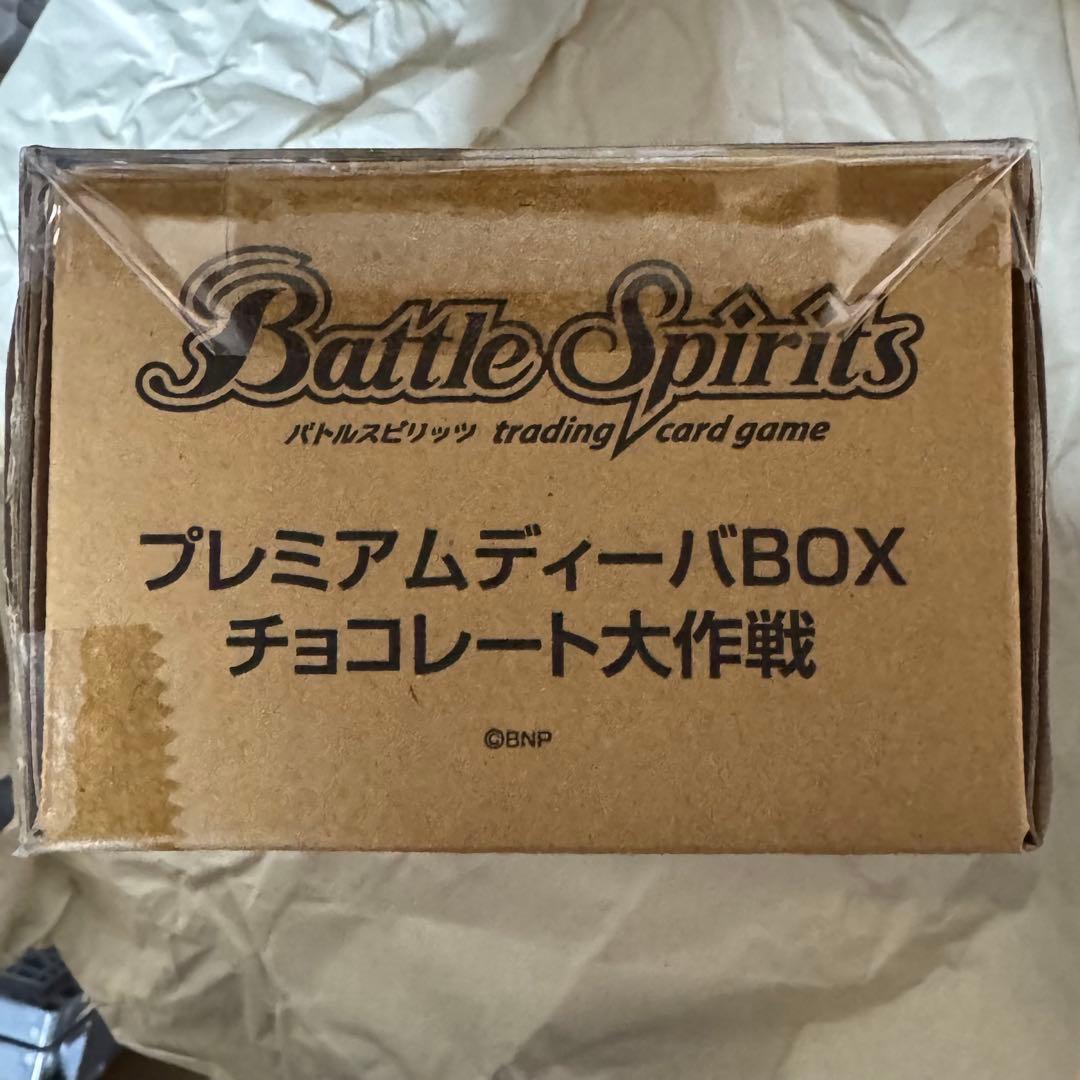 Battle Spirits
バトルスピリッツ trading card game
プレミアムディーバBOX
チョコレート大作戦
©BNP